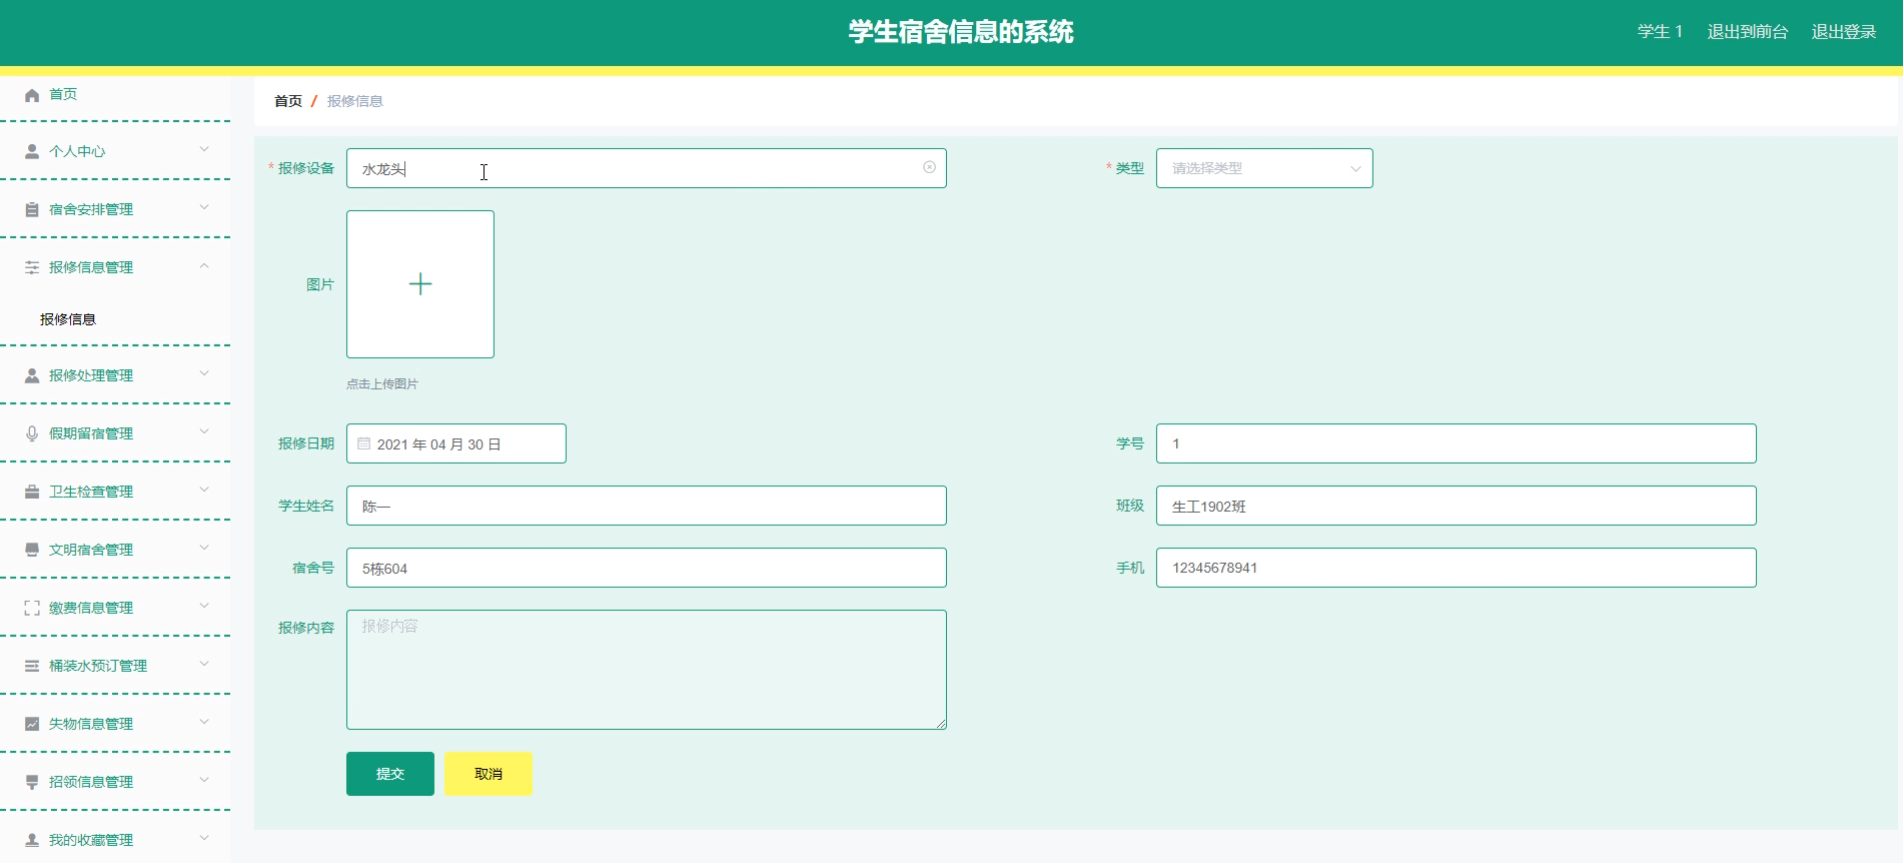 学生宿舍信息的系统
学生 1 退出到前台 退出登录
首页
个人中心
宿舍安排管理
报修信息管理
报修信息
报修处理管理
假期留宿管理
卫生检查管理
文明宿舍管理
缴费信息管理
桶装水预订管理
失物信息管理
招领信息管理
我的收藏管理
首页 / 报修信息
* 报修设备 水龙头
* 类型 请选择类型
图片
点击上传图片
报修日期 2021 年 04 月 30 日
学号 1
学生姓名 陈一
班级 生工1902班
宿舍号 5栋604
手机 12345678941
报修内容 报修内容
提交 取消